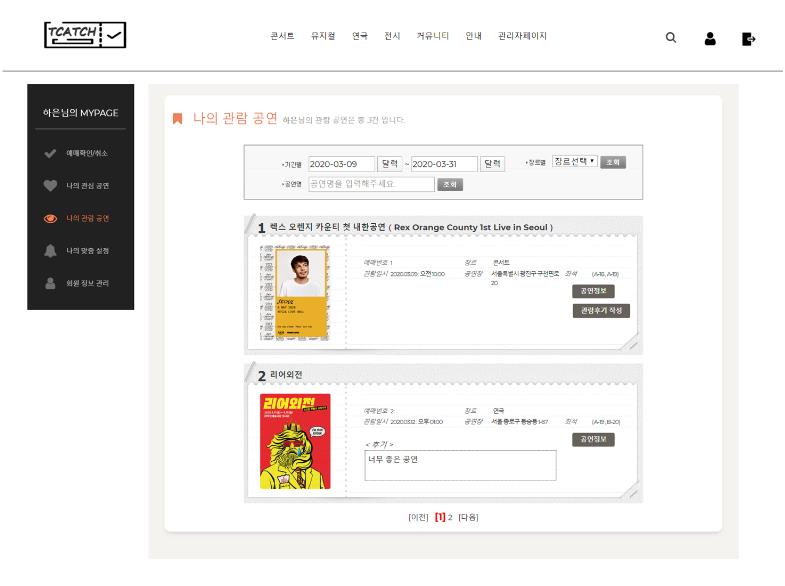 TCATCH
콘서트 뮤지컬 연극 전시 커뮤니티 안내 관리자페이지
하은님의 MYPAGE
예매확인/취소
나의 관심 공연
나의 관람 공연
나의 맞춤 설정
회원 정보 관리
나의 관람 공연 하은님의 관람 공연은 총 3건 입니다.
•기간별 2020-03-09 달력 ~ 2020-03-31 달력 •장르별 장르선택 조회
•공연명 공연명을 입력해주세요. 조회
1 렉스 오렌지 카운티 첫 내한공연 ( Rex Orange County 1st Live in Seoul )
예매번호 1 장르 콘서트
관람일시 2020.03.09. 오전 10:00 공연장 서울특별시 광진구 구천면로 20 좌석 (A-18, A-19)
공연정보
관람후기 작성
2 리어외전
리어외전
예매번호 2 장르 연극
관람일시 2020.03.12. 오후 01:00 공연장 서울 종로구 동숭동 1-67 좌석 (A-19, B-20)
공연정보
< 후기 >
너무 좋은 공연
[이전] [1] 2 [다음]